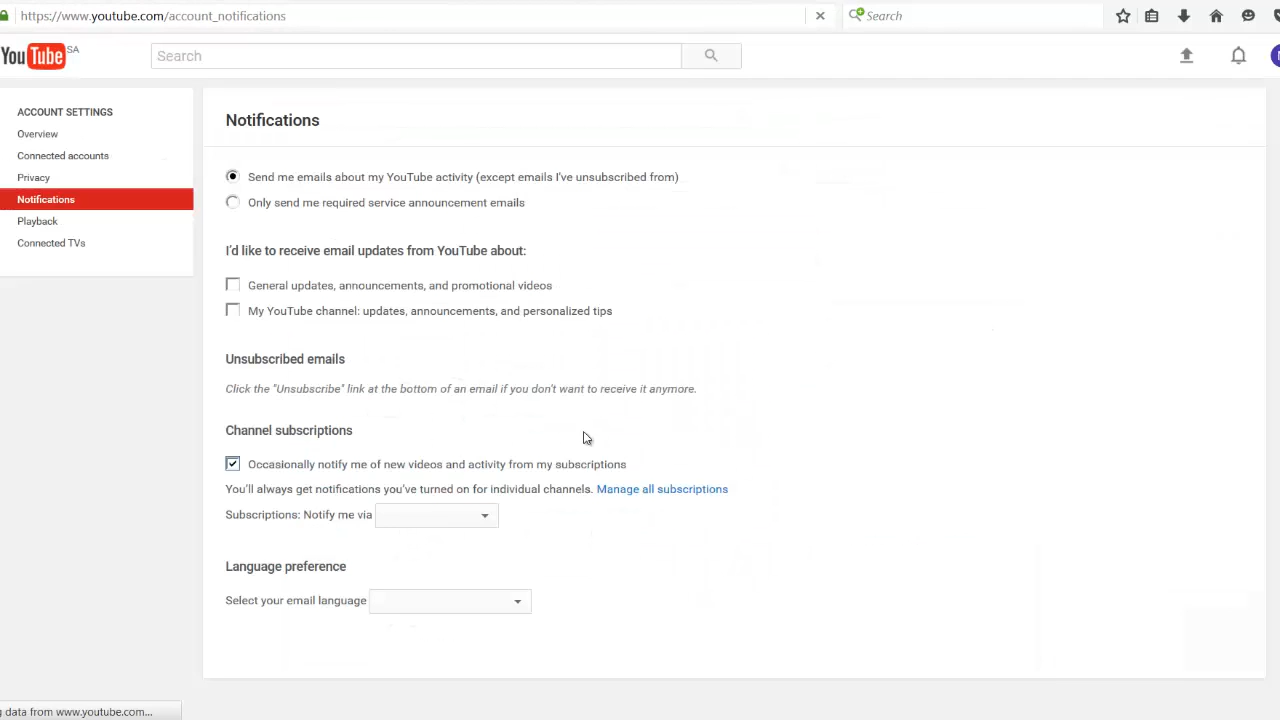 https://www.youtube.com/account_notifications
Search
YouTube SA
Search
ACCOUNT SETTINGS
Overview
Connected accounts
Privacy
Notifications
Playback
Connected TVs
Notifications
Send me emails about my YouTube activity (except emails I've unsubscribed from)
Only send me required service announcement emails
I'd like to receive email updates from YouTube about:
General updates, announcements, and promotional videos
My YouTube channel: updates, announcements, and personalized tips
Unsubscribed emails
Click the "Unsubscribe" link at the bottom of an email if you don't want to receive it anymore.
Channel subscriptions
Occasionally notify me of new videos and activity from my subscriptions
You'll always get notifications you've turned on for individual channels. Manage all subscriptions
Subscriptions: Notify me via
Language preference
Select your email language
g data from www.youtube.com...